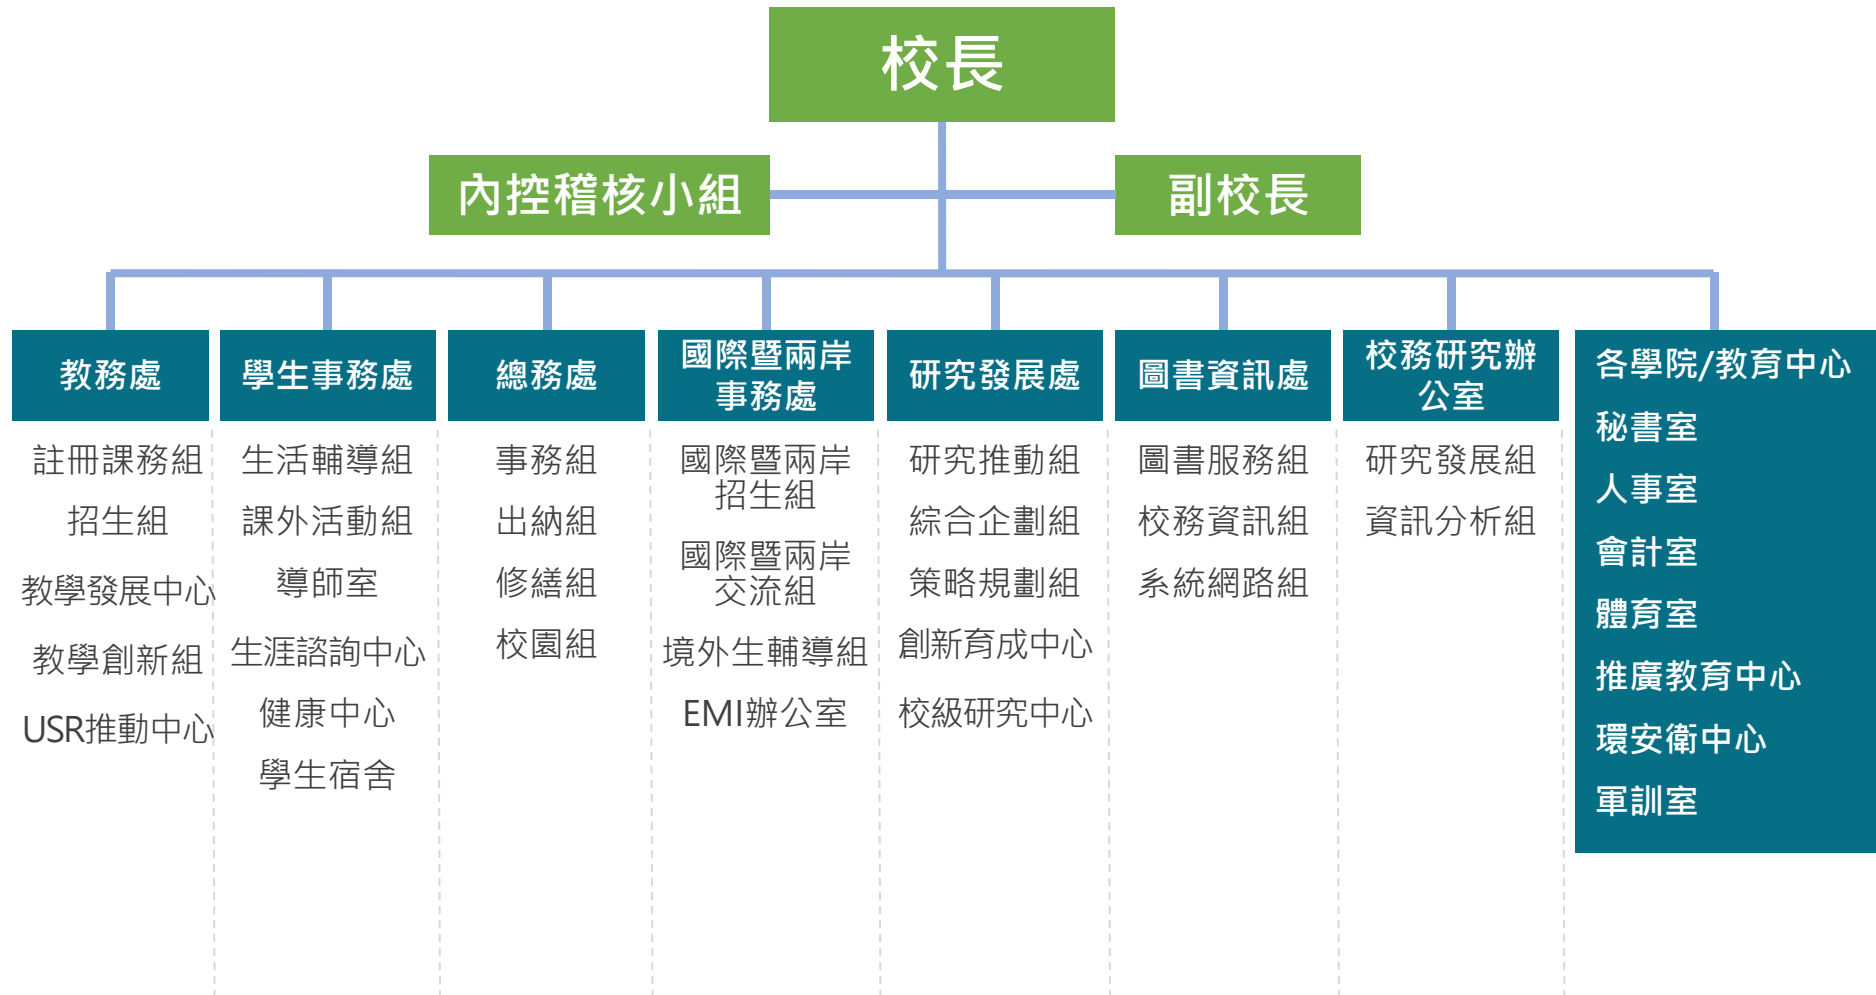 校長
內控稽核小組
副校長
教務處
註冊課務組
招生組
教學發展中心
教學創新組
USR推動中心
學生事務處
生活輔導組
課外活動組
導師室
生涯諮詢中心
健康中心
學生宿舍
總務處
事務組
出納組
修繕組
校園組
國際暨兩岸
事務處
國際暨兩岸
招生組
國際暨兩岸
交流組
境外生輔導組
EMI辦公室
研究發展處
研究推動組
綜合企劃組
策略規劃組
創新育成中心
校級研究中心
圖書資訊處
圖書服務組
校務資訊組
系統網路組
校務研究辦
公室
研究發展組
資訊分析組
各學院/教育中心
秘書室
人事室
會計室
體育室
推廣教育中心
環安衛中心
軍訓室